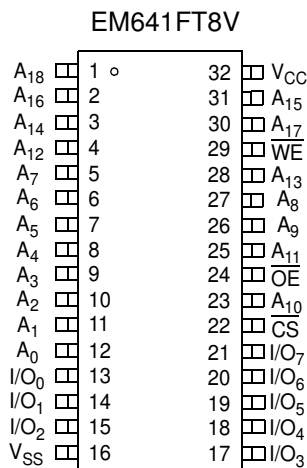 EM641FT8V
A18 1 32 VCC
A16 2 31 A15
A14 3 30 A17
A12 4 29 W̅E̅
A7 5 28 A13
A6 6 27 A8
A5 7 26 A9
A4 8 25 A11
A3 9 24 O̅E̅
A2 10 23 A10
A1 11 22 C̅S̅
A0 12 21 I/O7
I/O0 13 20 I/O6
I/O1 14 19 I/O5
I/O2 15 18 I/O4
VSS 16 17 I/O3